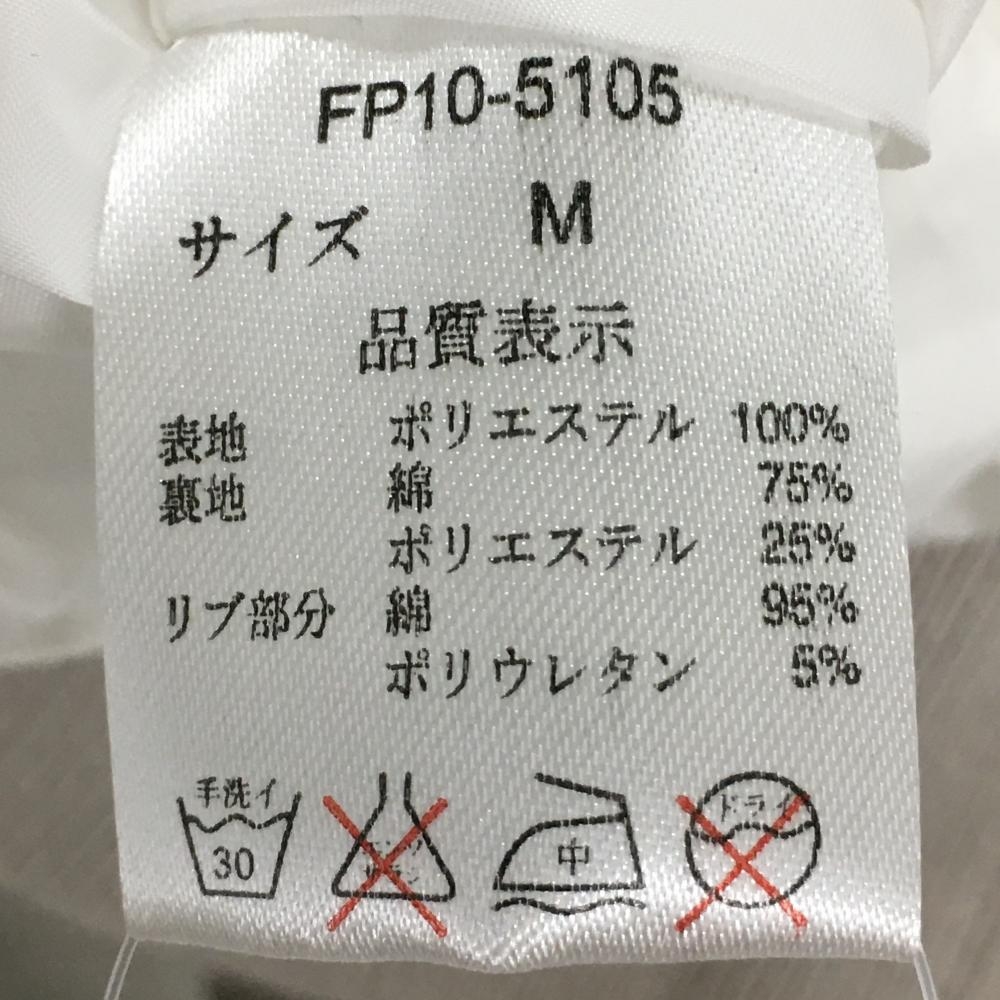 FP10-5105
サイズ M
品質表示
表地 ポリエステル 100%
裏地 綿 75%
ポリエステル 25%
リブ部分 綿 95%
ポリウレタン 5%
手洗イ
30
中
ドライ